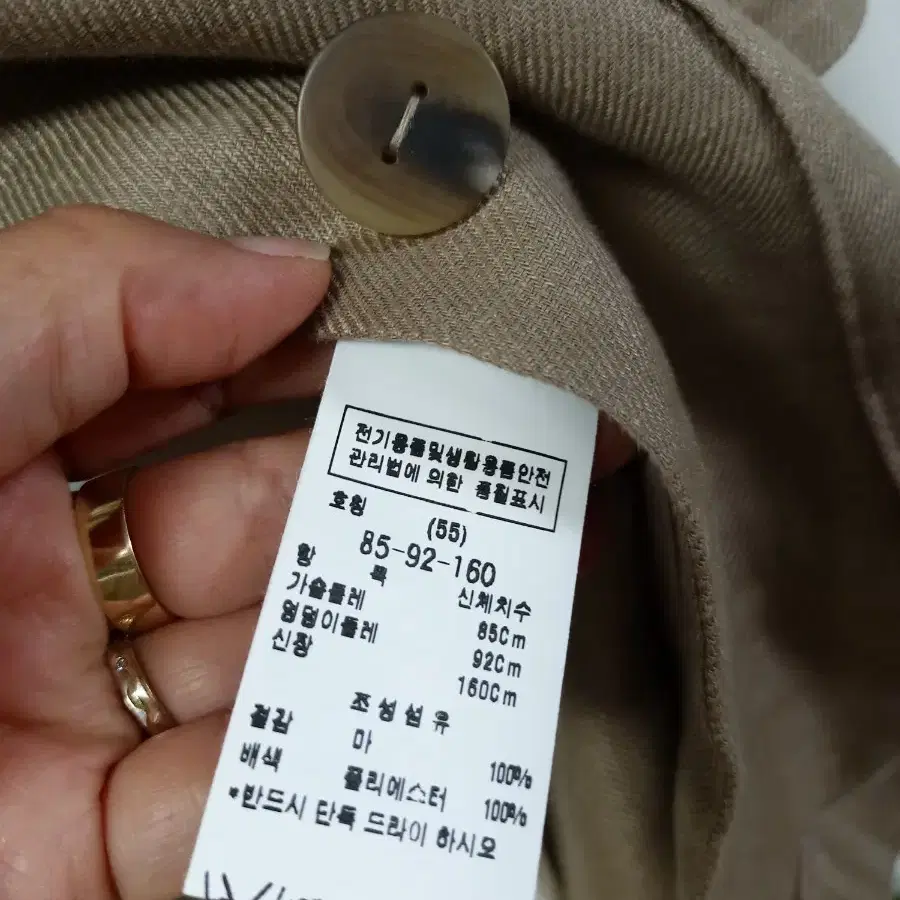 전기용품및생활용품안전
관리법에 의한 품질표시
호칭 (55)
85-92-160
항 목 신체치수
가슴둘레 85Cm
엉덩이둘레 92Cm
신장 160Cm
조성섬유
겉감 마 100%
배색 폴리에스터 100%
*반드시 단독 드라이 하시오